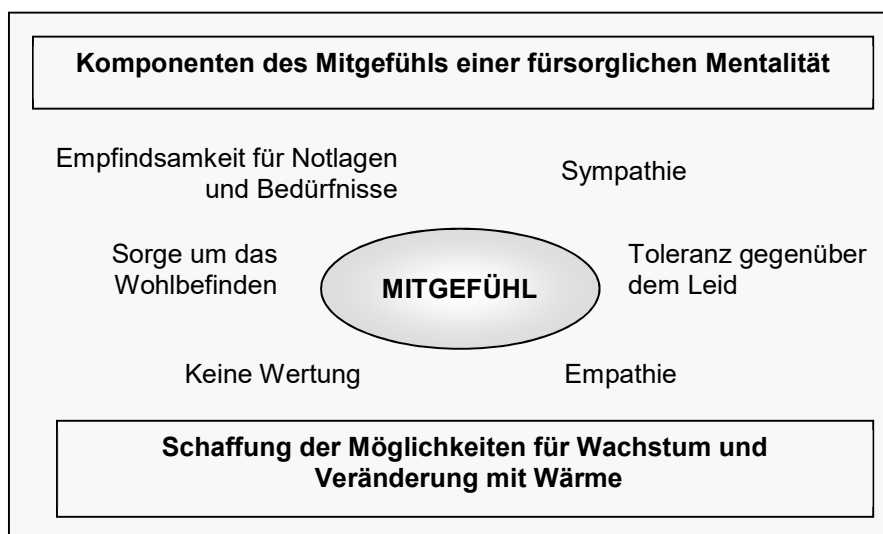 Komponenten des Mitgefühls einer fürsorglichen Mentalität
Empfindsamkeit für Notlagen
und Bedürfnisse
Sympathie
Sorge um das
Wohlbefinden
MITGEFÜHL
Toleranz gegenüber
dem Leid
Keine Wertung
Empathie
Schaffung der Möglichkeiten für Wachstum und
Veränderung mit Wärme